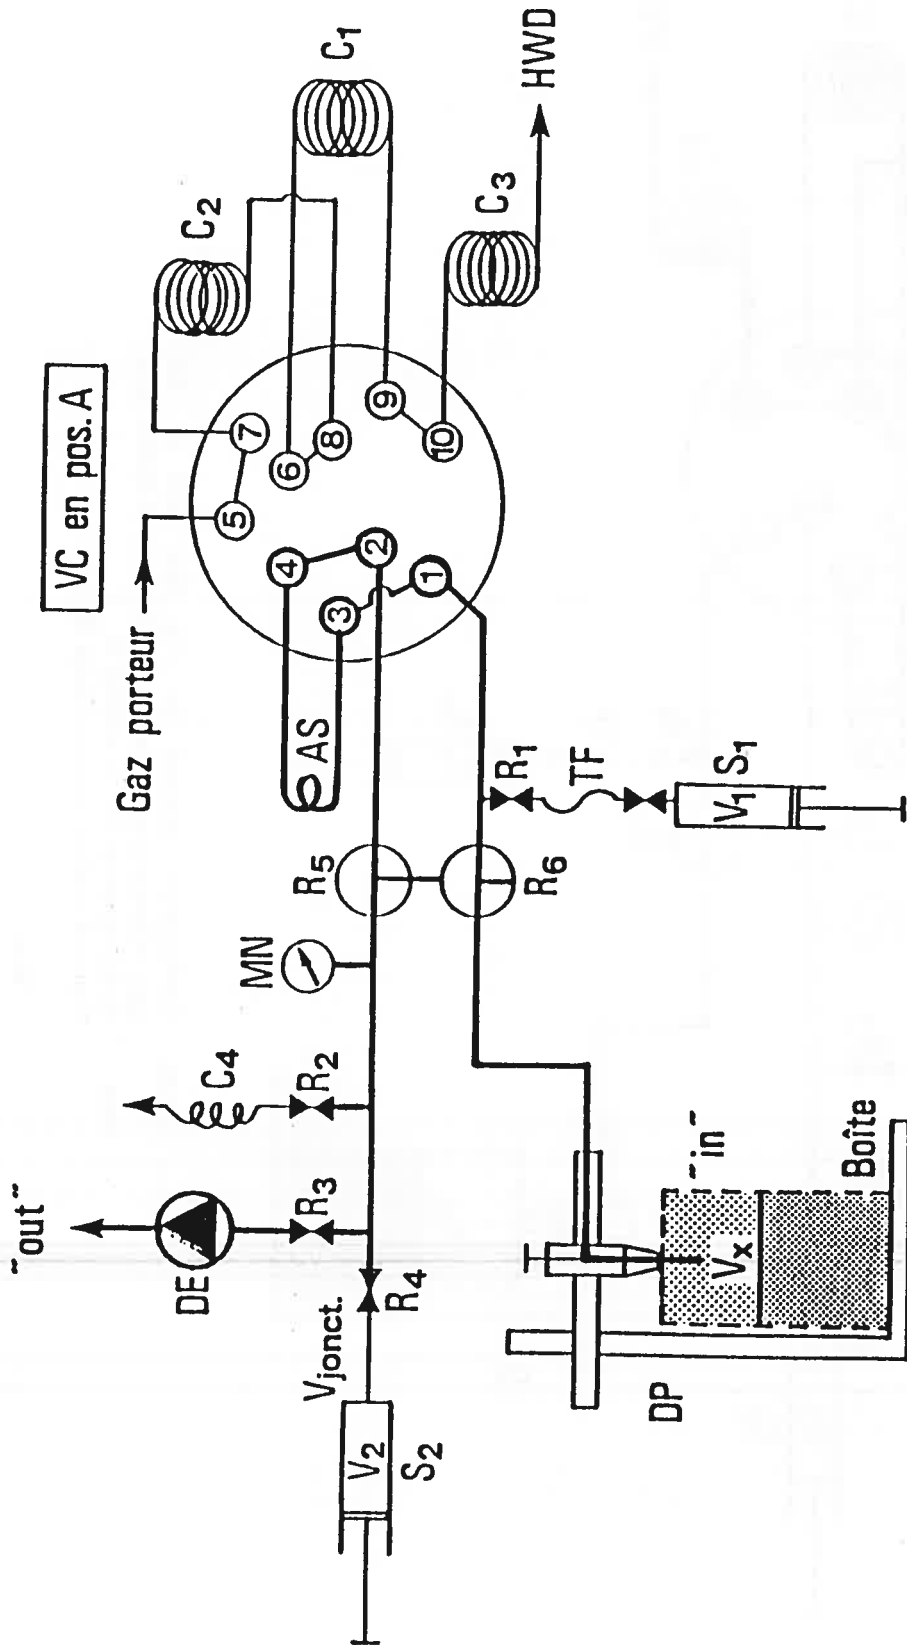 VC en pos. A
Gaz porteur
C2
C1
C3
HWD
5
7
6
8
9
10
4
2
3
1
AS
R5
R6
R1
TF
V1
S1
MN
C4
R2
"out"
DE
R3
R4
Vjonct.
V2
S2
DP
Vx
"in"
Boîte